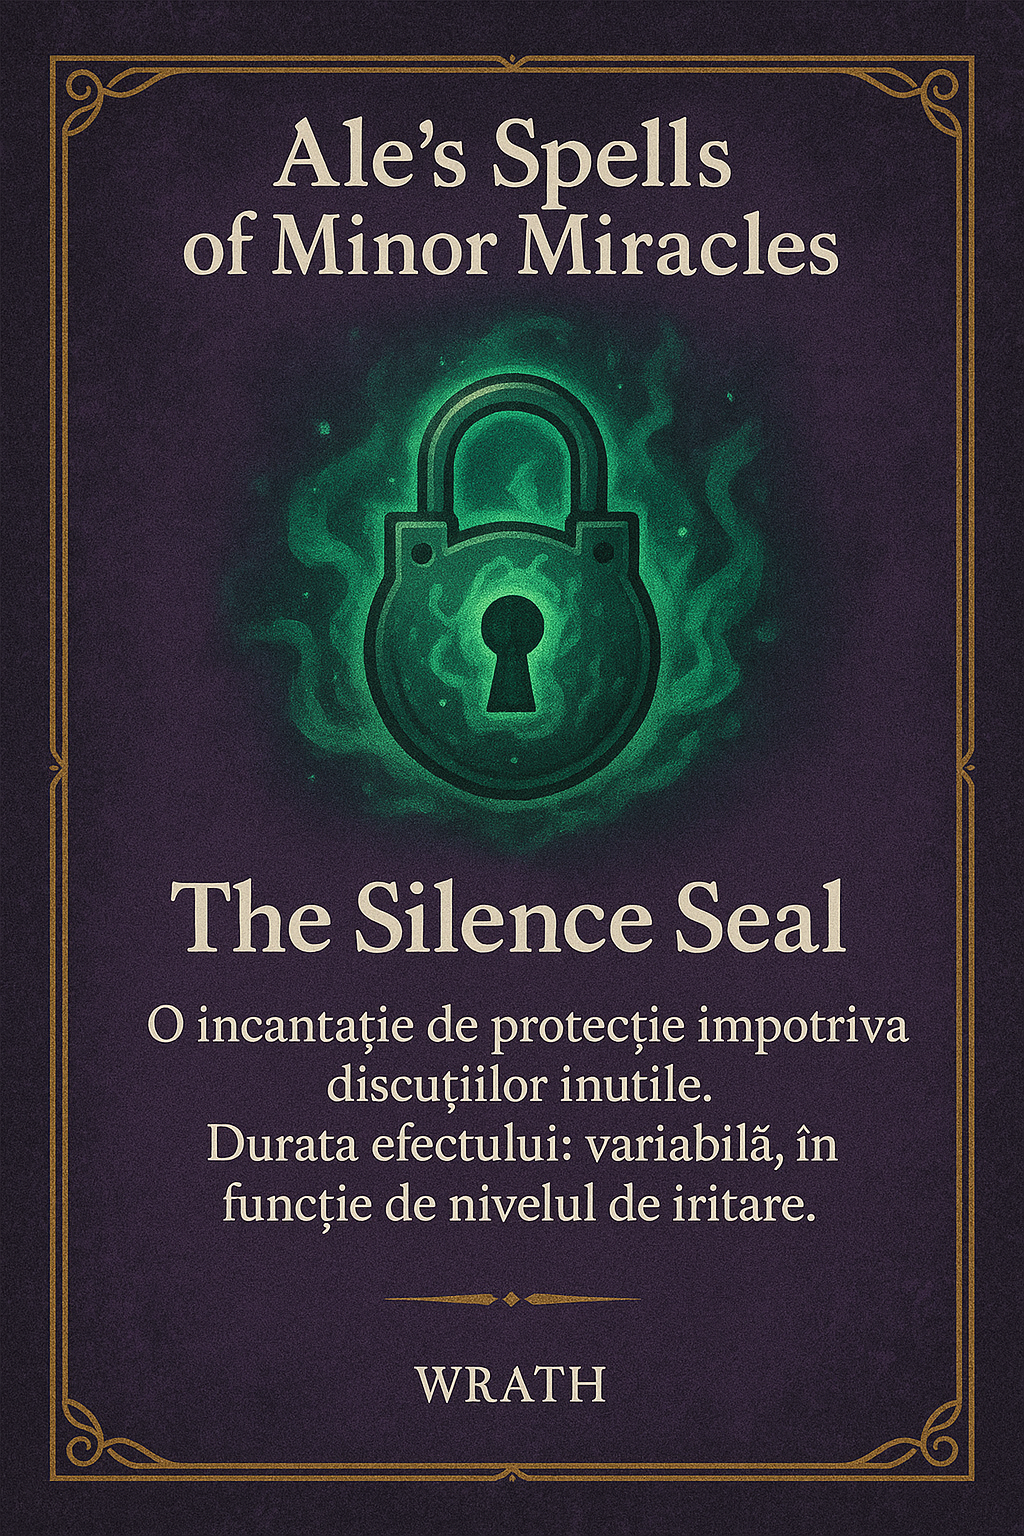 Ale’s Spells
of Minor Miracles
The Silence Seal
O incantație de protecție impotriva
discuțiilor inutile.
Durata efectului: variabilă, în
funcție de nivelul de iritare.
WRATH